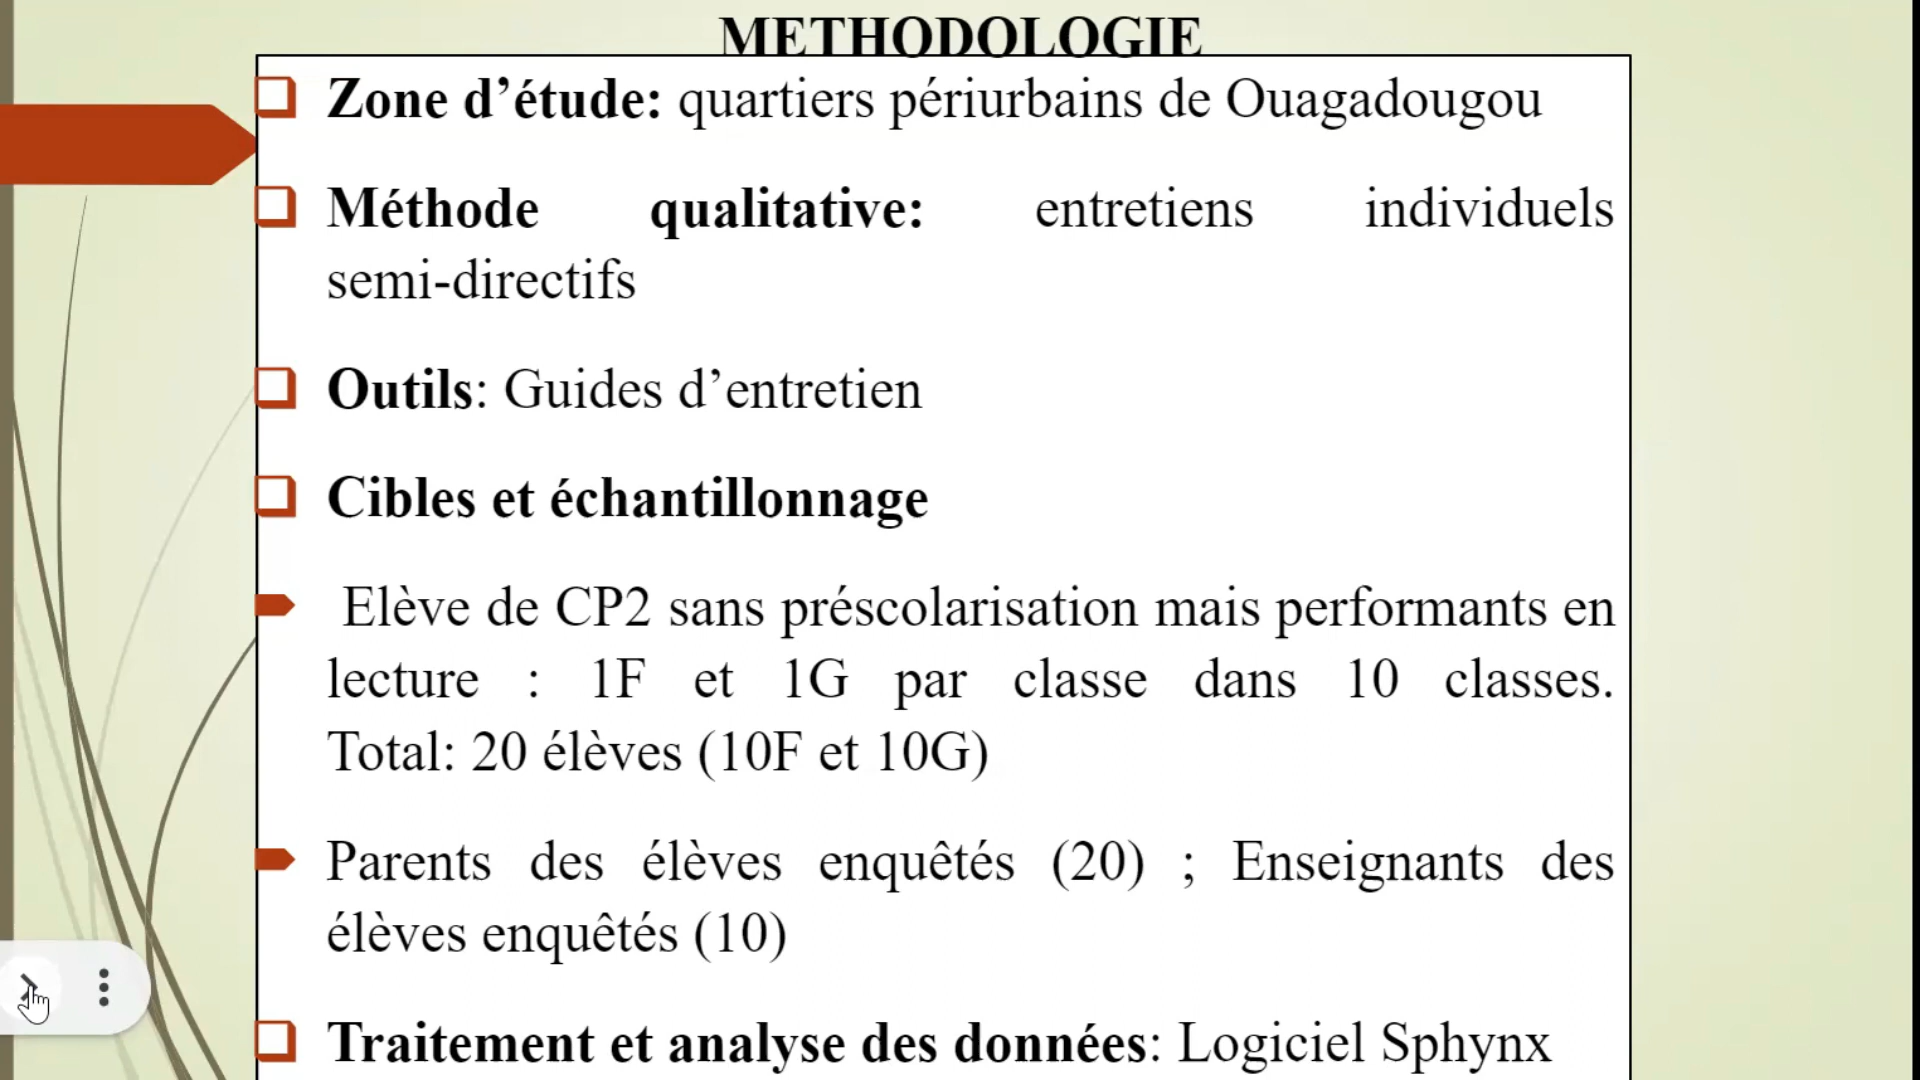 METHODOLOGIE
Zone d’étude: quartiers périurbains de Ouagadougou
Méthode qualitative: entretiens individuels
semi-directifs
Outils: Guides d’entretien
Cibles et échantillonnage
Elève de CP2 sans préscolarisation mais performants en
lecture : 1F et 1G par classe dans 10 classes.
Total: 20 élèves (10F et 10G)
Parents des élèves enquêtés (20) ; Enseignants des
élèves enquêtés (10)
Traitement et analyse des données: Logiciel Sphynx